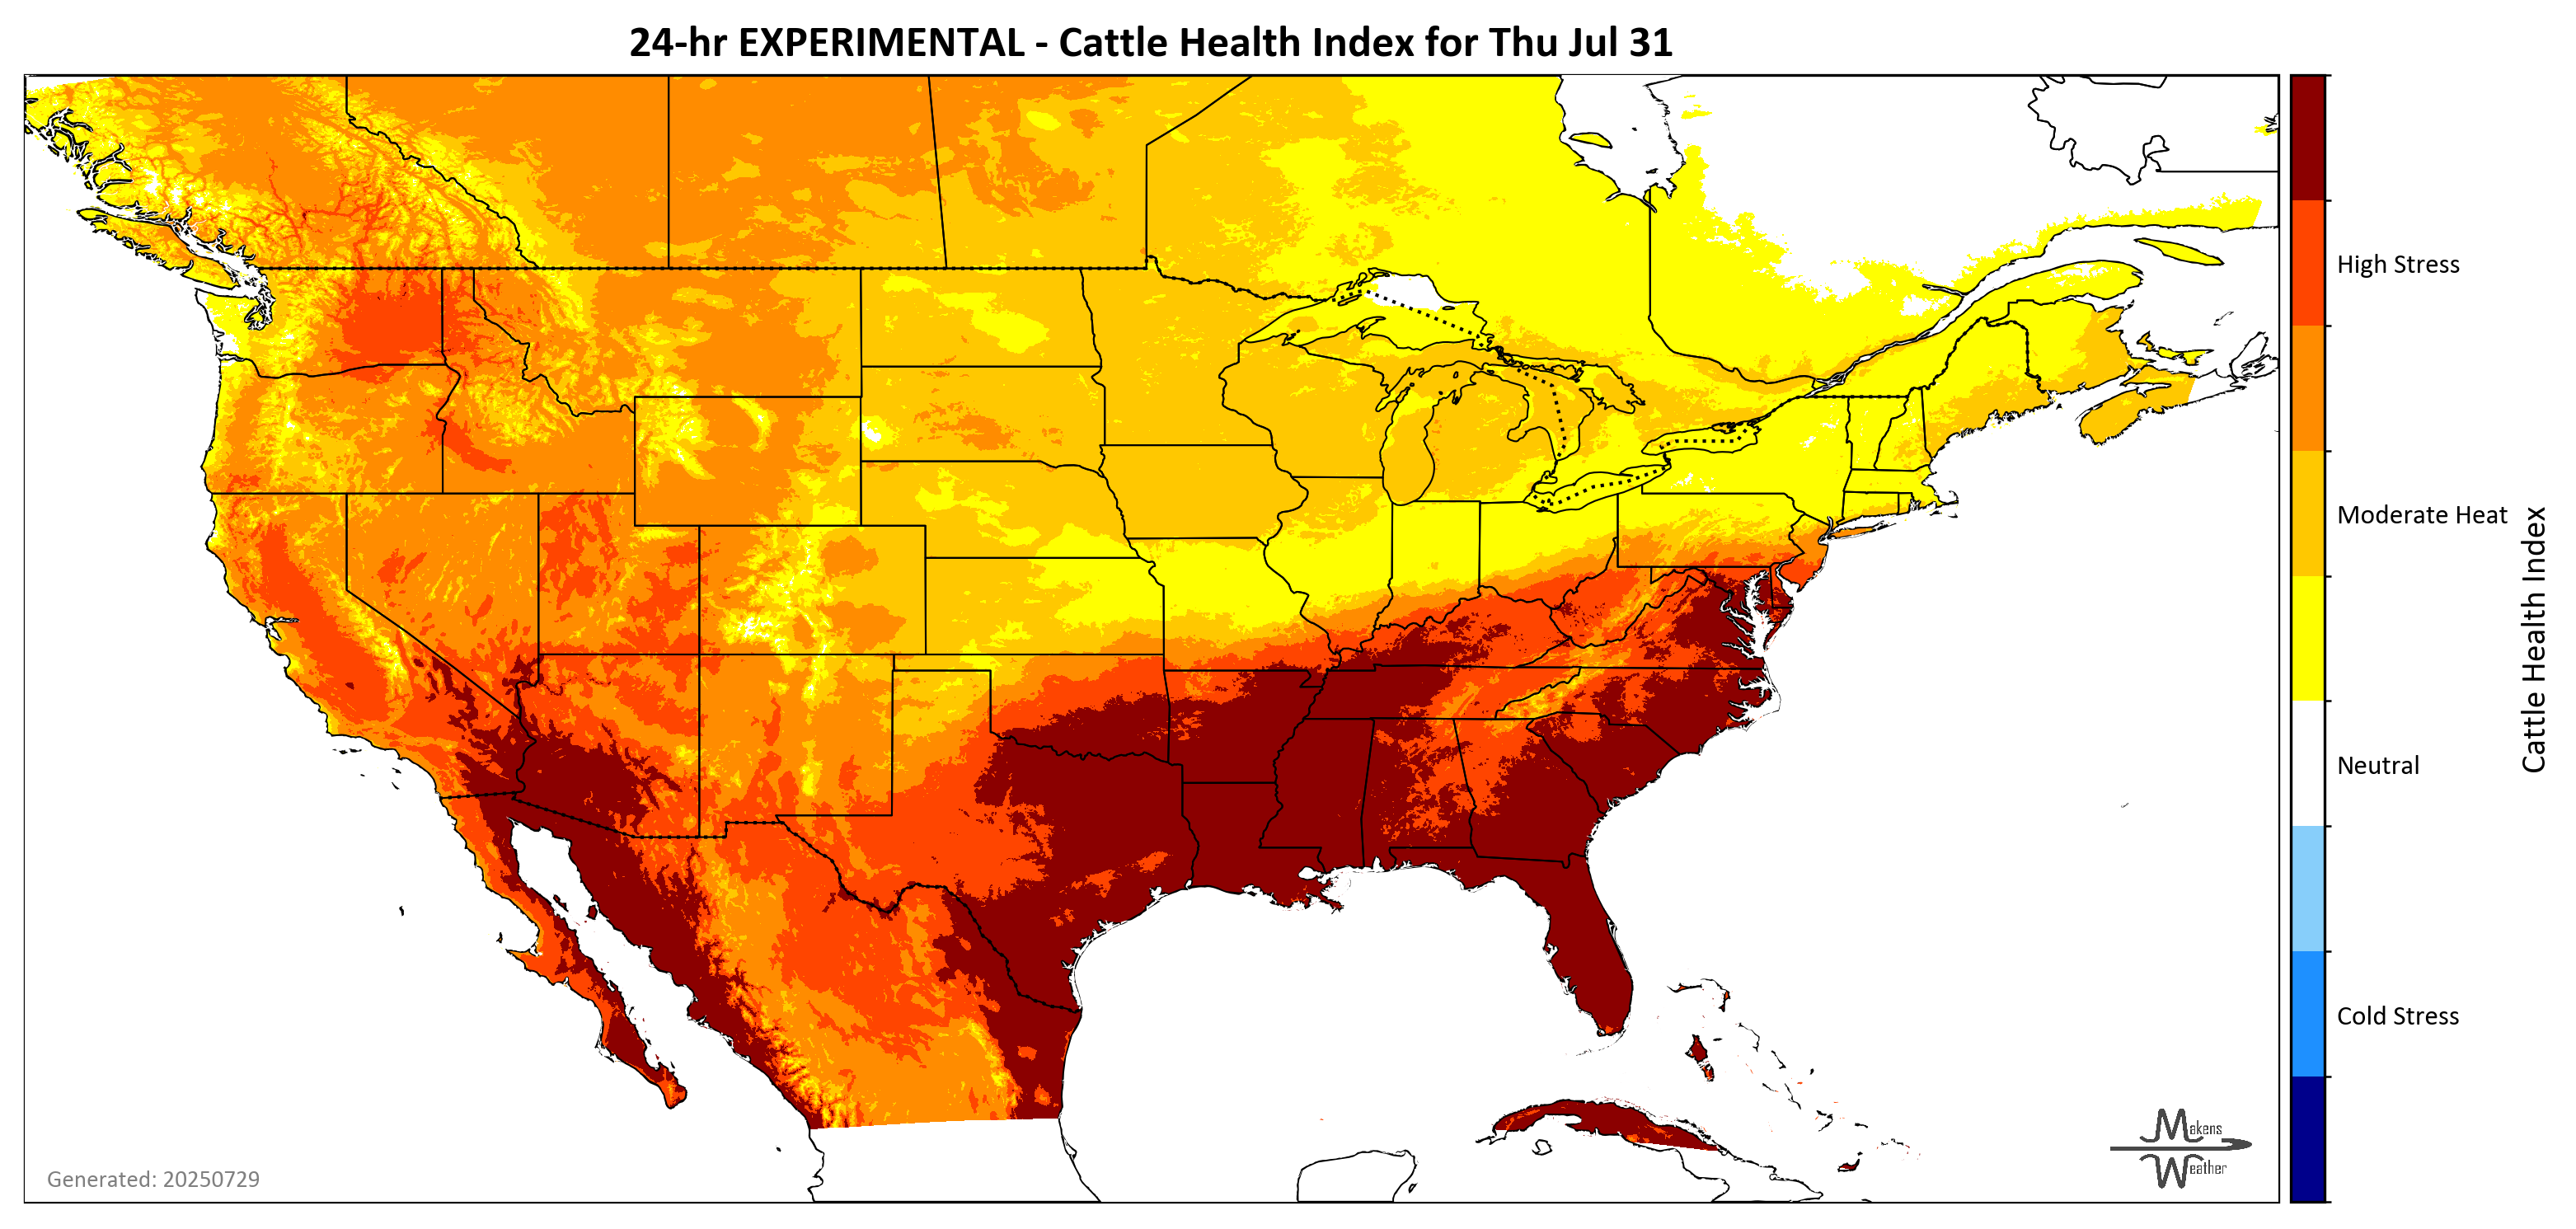 24-hr EXPERIMENTAL - Cattle Health Index for Thu Jul 31
High Stress
Moderate Heat
Neutral
Cold Stress
Cattle Health Index
Makens
Weather
Generated: 20250729